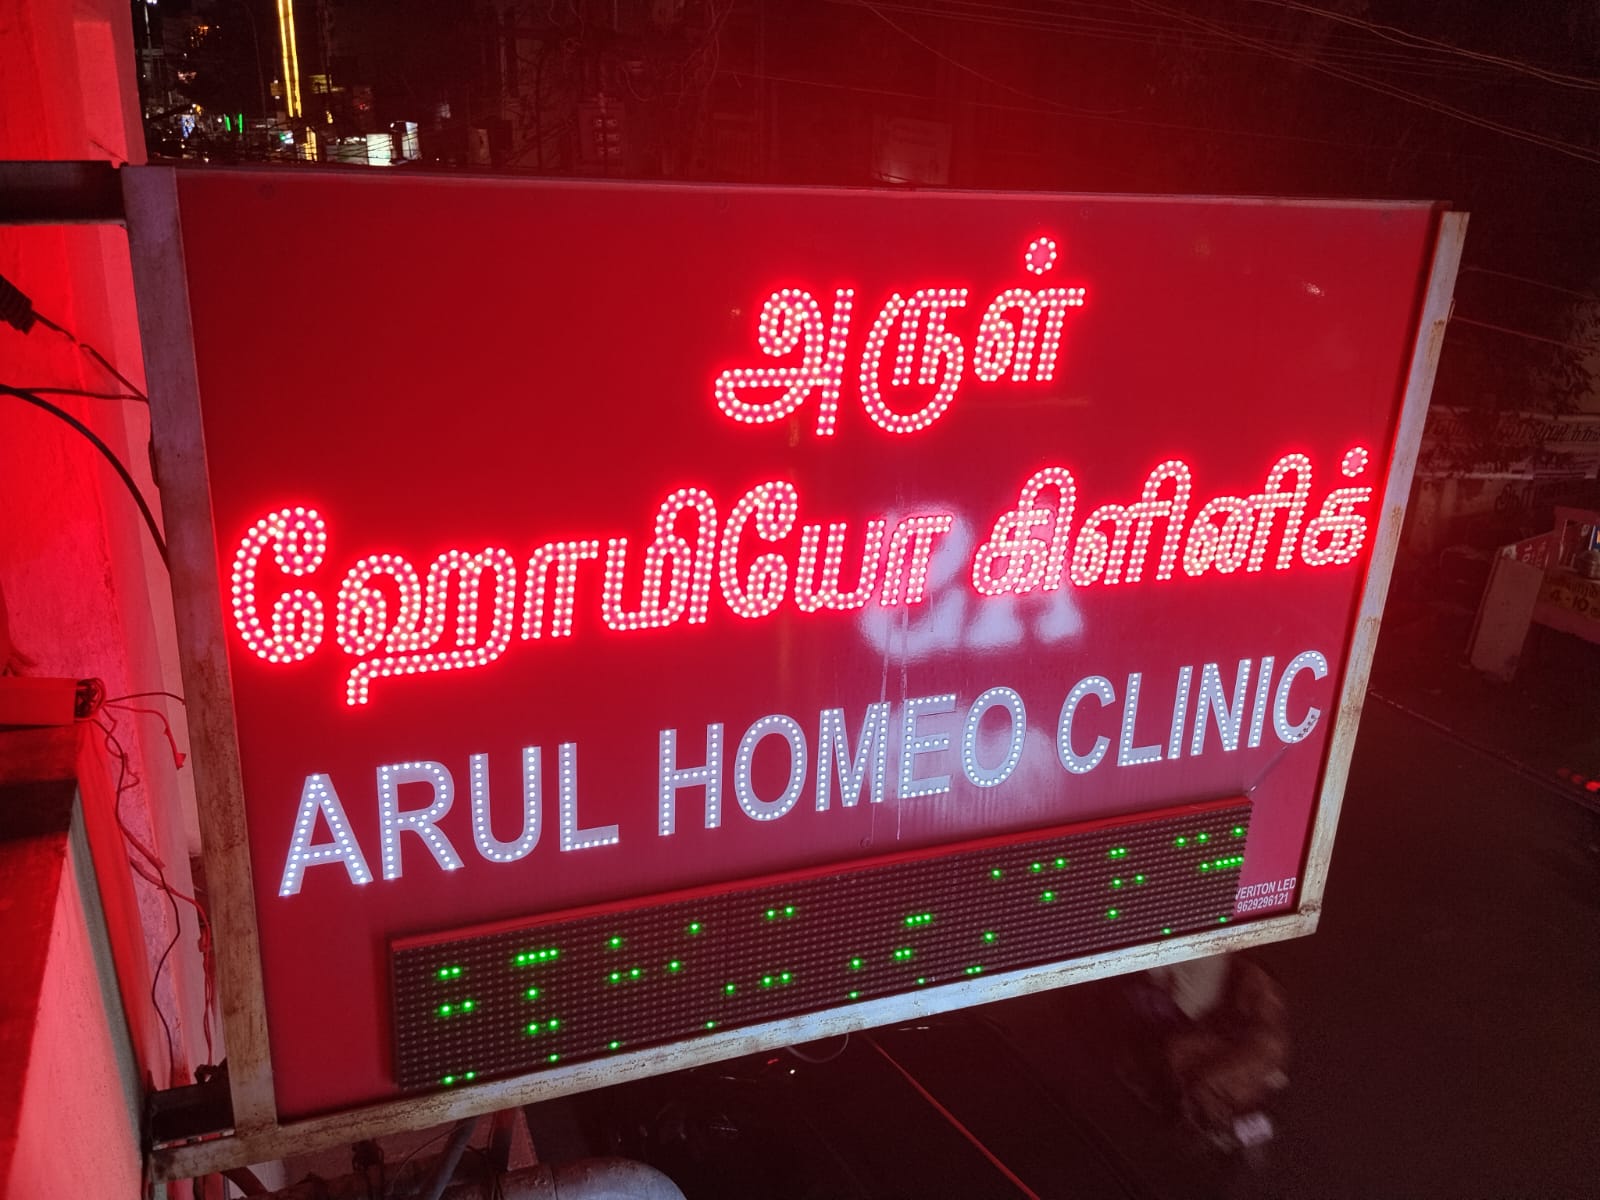 அருள்
ஹோமியோ கிளினிக்
ARUL HOMEO CLINIC
VERITON LED
9629296121